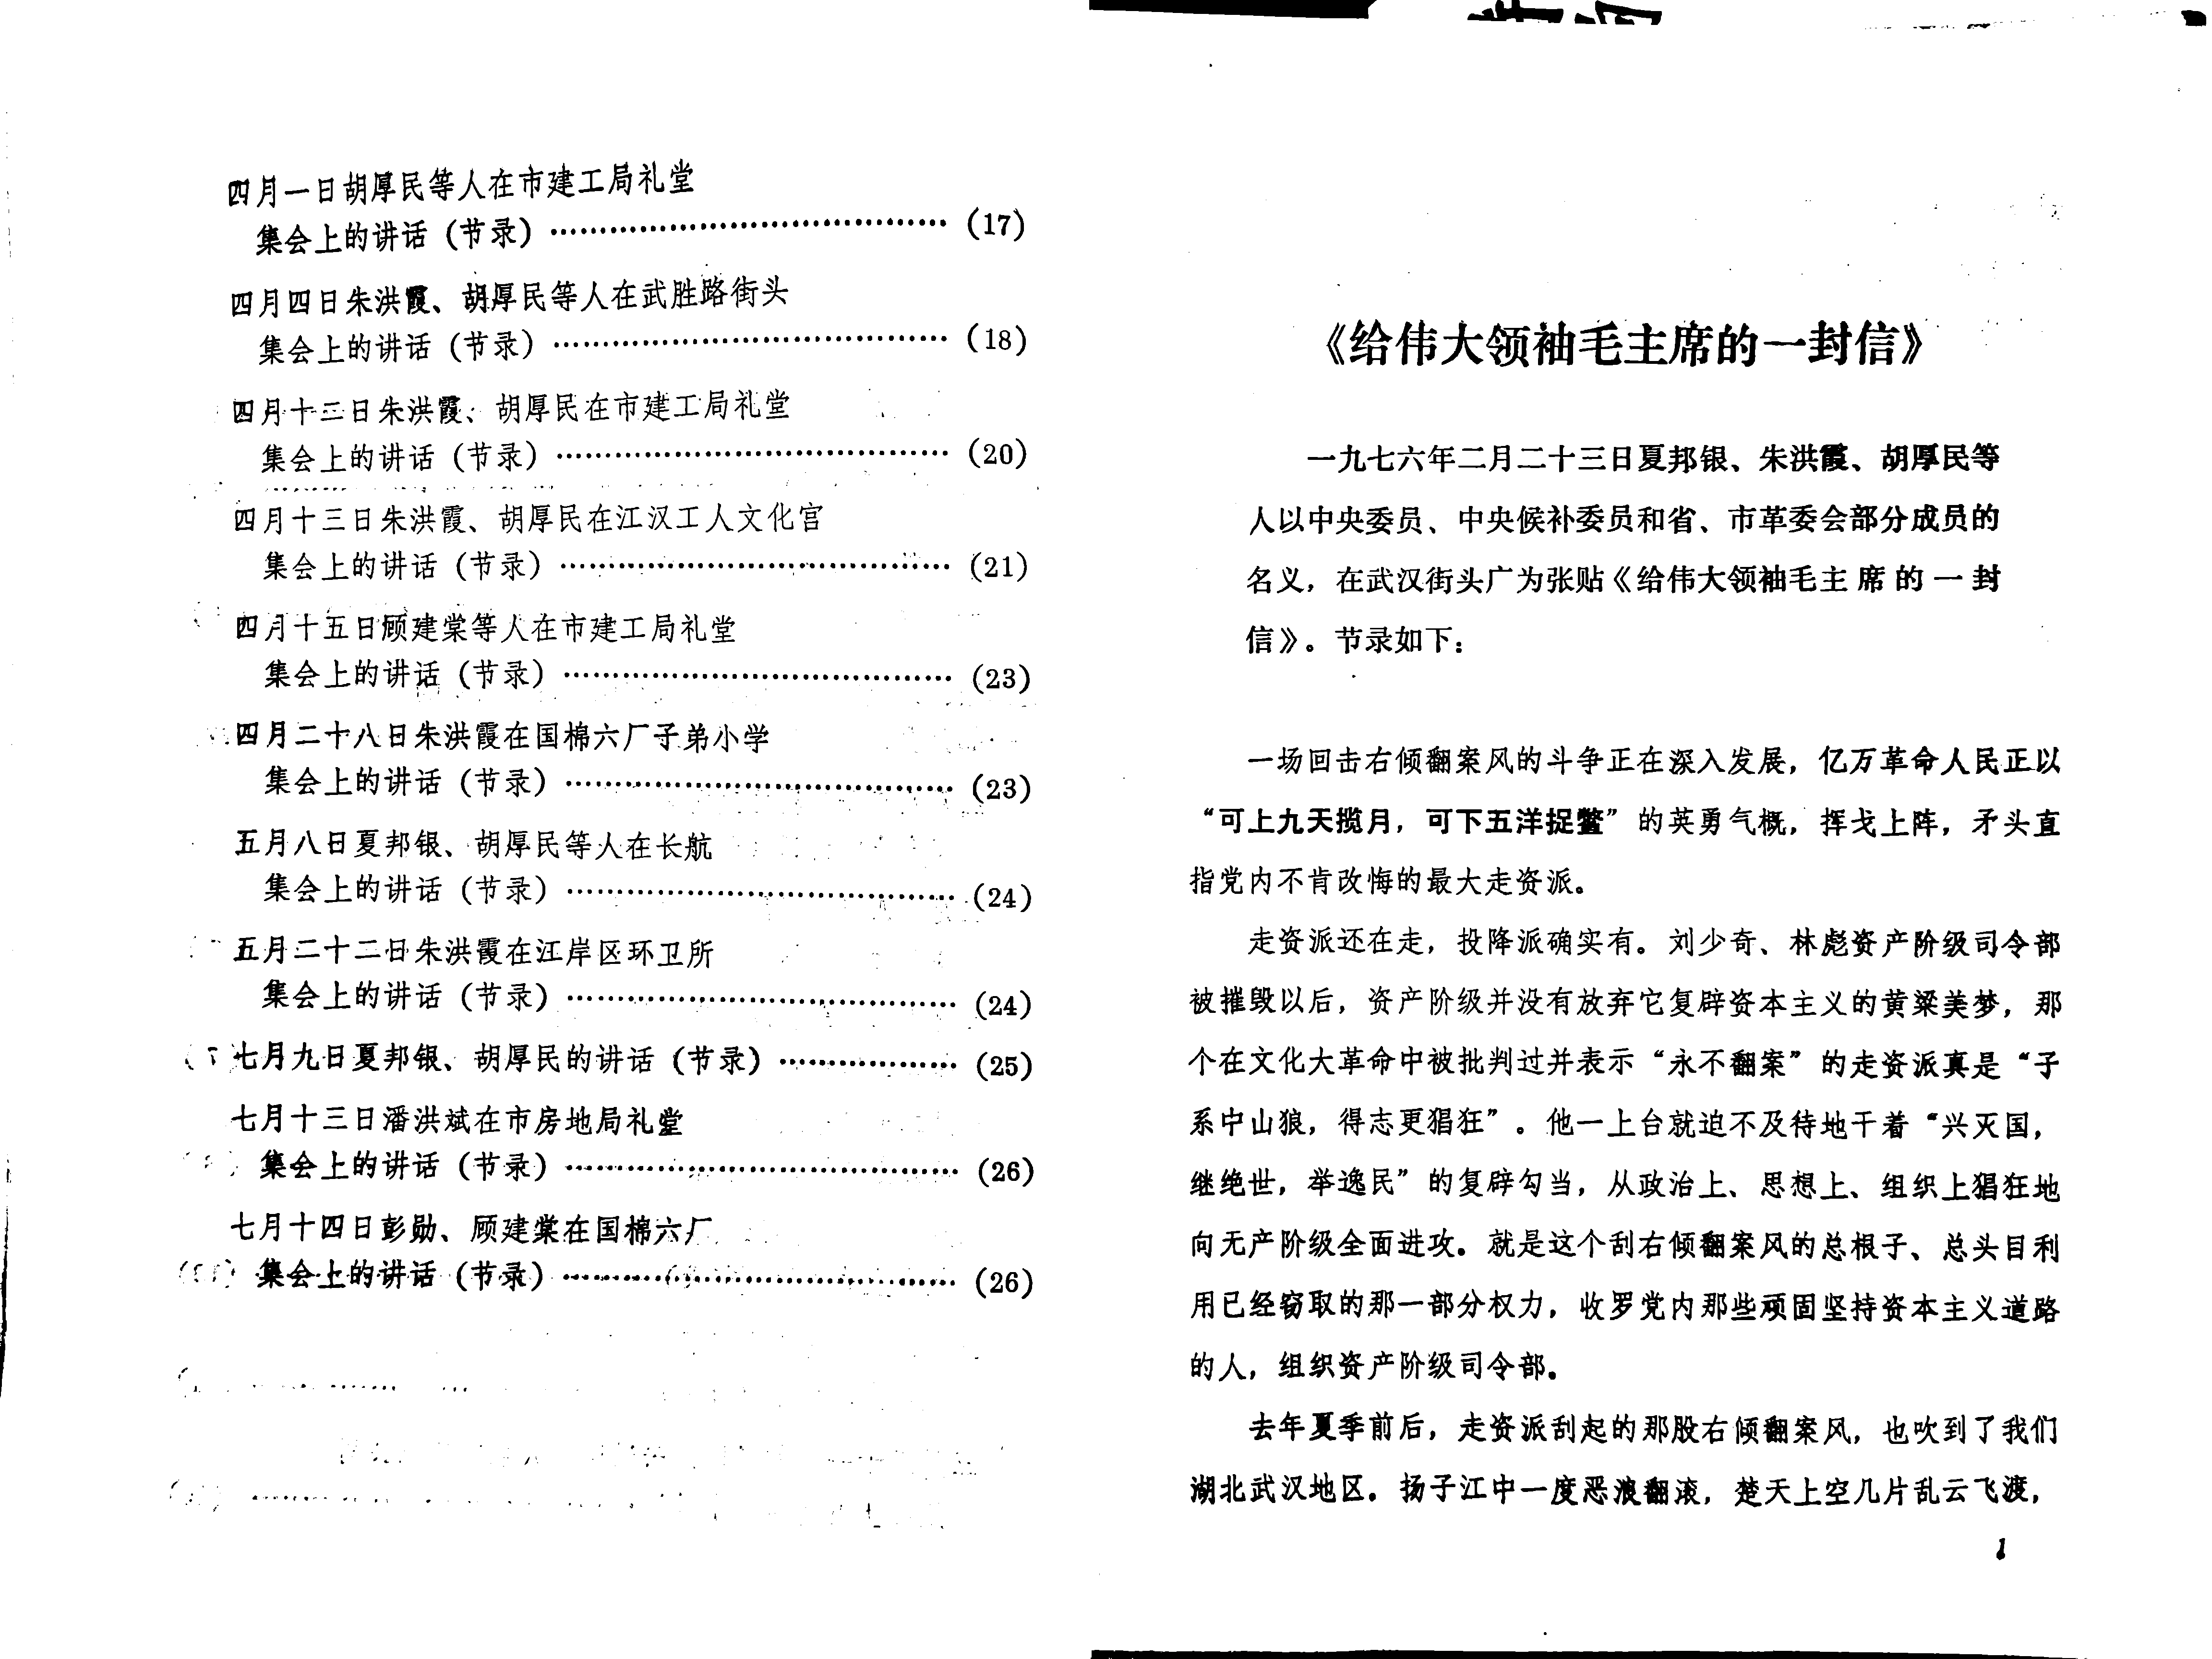 四月一日胡厚民等人在市建工局礼堂
集会上的讲话（节录）…………………………………（17）
四月四日朱洪霞、胡厚民等人在武胜路街头
集会上的讲话（节录）…………………………………（18）
四月十二日朱洪霞、胡厚民在市建工局礼堂
集会上的讲话（节录）…………………………………（20）
四月十三日朱洪霞、胡厚民在江汉工人文化宫
集会上的讲话（节录）…………………………………（21）
四月十五日顾建棠等人在市建工局礼堂
集会上的讲话（节录）…………………………………（23）
四月二十八日朱洪霞在国棉六厂子弟小学
集会上的讲话（节录）…………………………………（23）
五月八日夏邦银、胡厚民等人在长航
集会上的讲话（节录）…………………………………（24）
五月二十二日朱洪霞在江岸区环卫所
集会上的讲话（节录）…………………………………（24）
七月九日夏邦银、胡厚民的讲话（节录）………………（25）
七月十三日潘洪斌在市房地局礼堂
集会上的讲话（节录）…………………………………（26）
七月十四日彭勋、顾建棠在国棉六厂
集会上的讲话（节录）…………………………………（26）
《给伟大领袖毛主席的一封信》
一九七六年二月二十三日夏邦银、朱洪霞、胡厚民等
人以中央委员、中央候补委员和省、市革委会部分成员的
名义，在武汉街头广为张贴《给伟大领袖毛主席的一封
信》。节录如下：
一场回击右倾翻案风的斗争正在深入发展，亿万革命人民正以
“可上九天揽月，可下五洋捉鳖”的英勇气概，挥戈上阵，矛头直
指党内不肯改悔的最大走资派。
走资派还在走，投降派确实有。刘少奇、林彪资产阶级司令部
被摧毁以后，资产阶级并没有放弃它复辟资本主义的黄粱美梦，那
个在文化大革命中被批判过并表示“永不翻案”的走资派真是“子
系中山狼，得志更猖狂”。他一上台就迫不及待地干着“兴灭国，
继绝世，举逸民”的复辟勾当，从政治上、思想上、组织上猖狂地
向无产阶级全面进攻。就是这个刮右倾翻案风的总根子、总头目利
用已经窃取的那一部分权力，收罗党内那些顽固坚持资本主义道路
的人，组织资产阶级司令部。
去年夏季前后，走资派刮起的那股右倾翻案风，也吹到了我们
湖北武汉地区。扬子江中一度恶浪翻滚，楚天上空几片乱云飞渡，
1